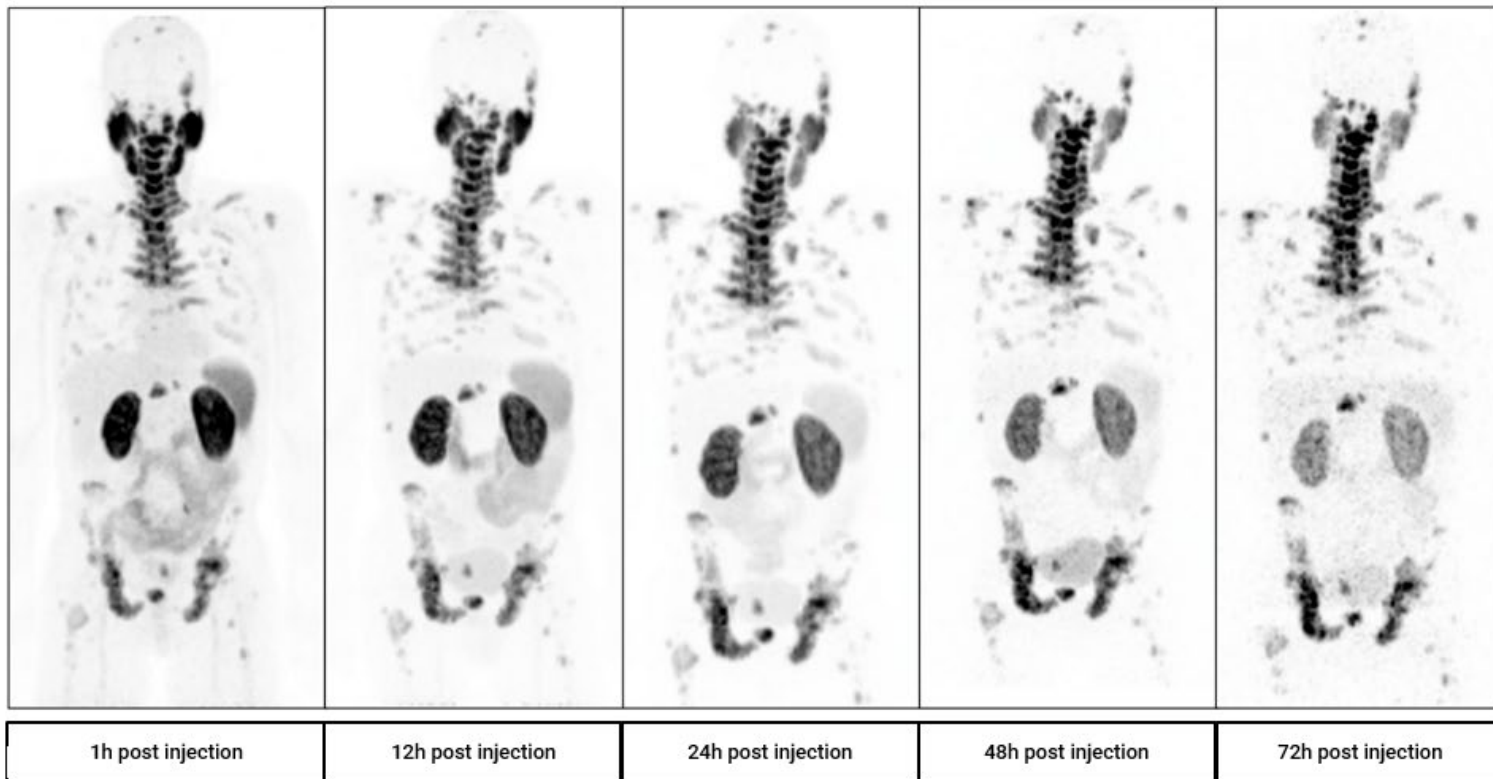 1h post injection
12h post injection
24h post injection
48h post injection
72h post injection